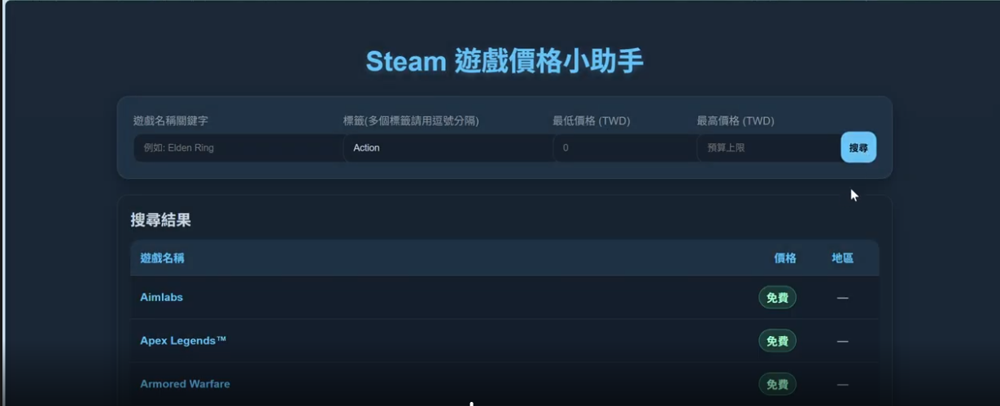 Steam 遊戲價格小助手
遊戲名稱關鍵字 標籤(多個標籤請用逗號分隔) 最低價格 (TWD) 最高價格 (TWD)
例如: Elden Ring Action 0 預算上限 搜尋
搜尋結果
遊戲名稱 價格 地區
Aimlabs 免費 —
Apex Legends™ 免費 —
Armored Warfare 免費 —